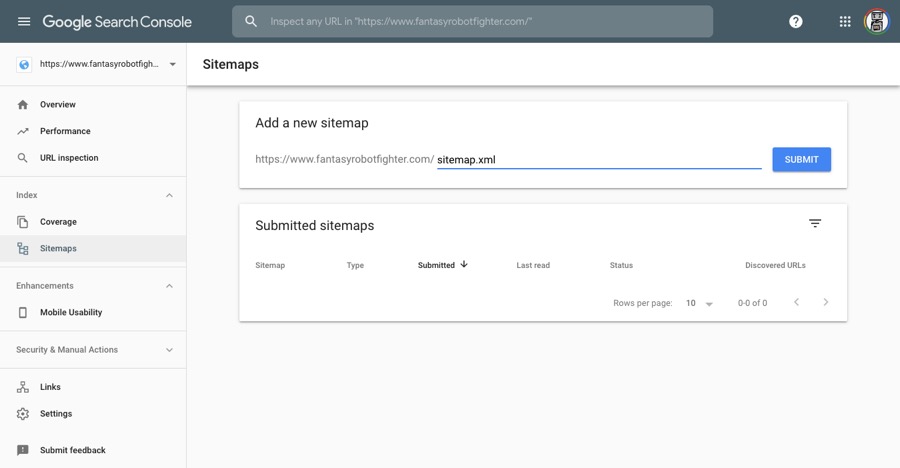 Google Search Console
Inspect any URL in "https://www.fantasyrobotfighter.com/"
https://www.fantasyrobotfigh...
Sitemaps
Overview
Performance
URL inspection
Index
Coverage
Sitemaps
Enhancements
Mobile Usability
Security & Manual Actions
Links
Settings
Submit feedback
Add a new sitemap
https://www.fantasyrobotfighter.com/ sitemap.xml SUBMIT
Submitted sitemaps
Sitemap Type Submitted Last read Status Discovered URLs
Rows per page: 10 0-0 of 0